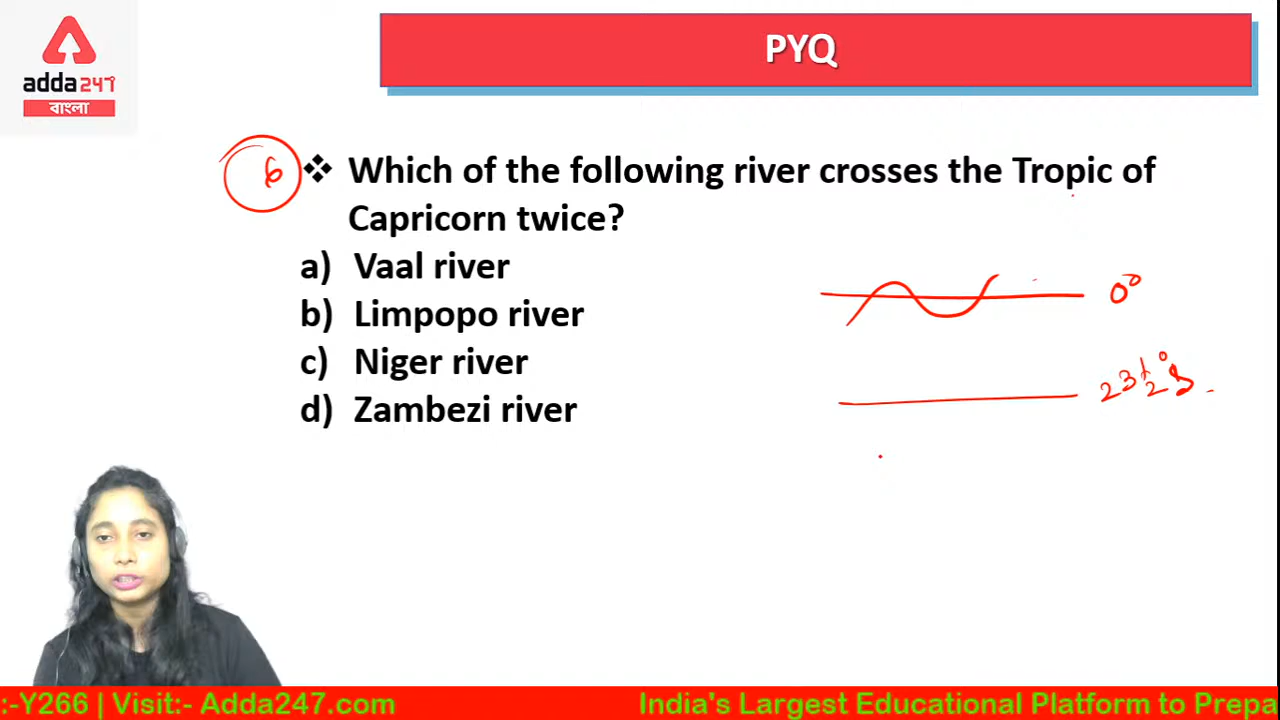 adda247
বাংলা
PYQ
6
❖ Which of the following river crosses the Tropic of
Capricorn twice?
a) Vaal river
b) Limpopo river
c) Niger river
d) Zambezi river
0°
23½° S
:-Y266 | Visit:- Adda247.com
India's Largest Educational Platform to Prepa